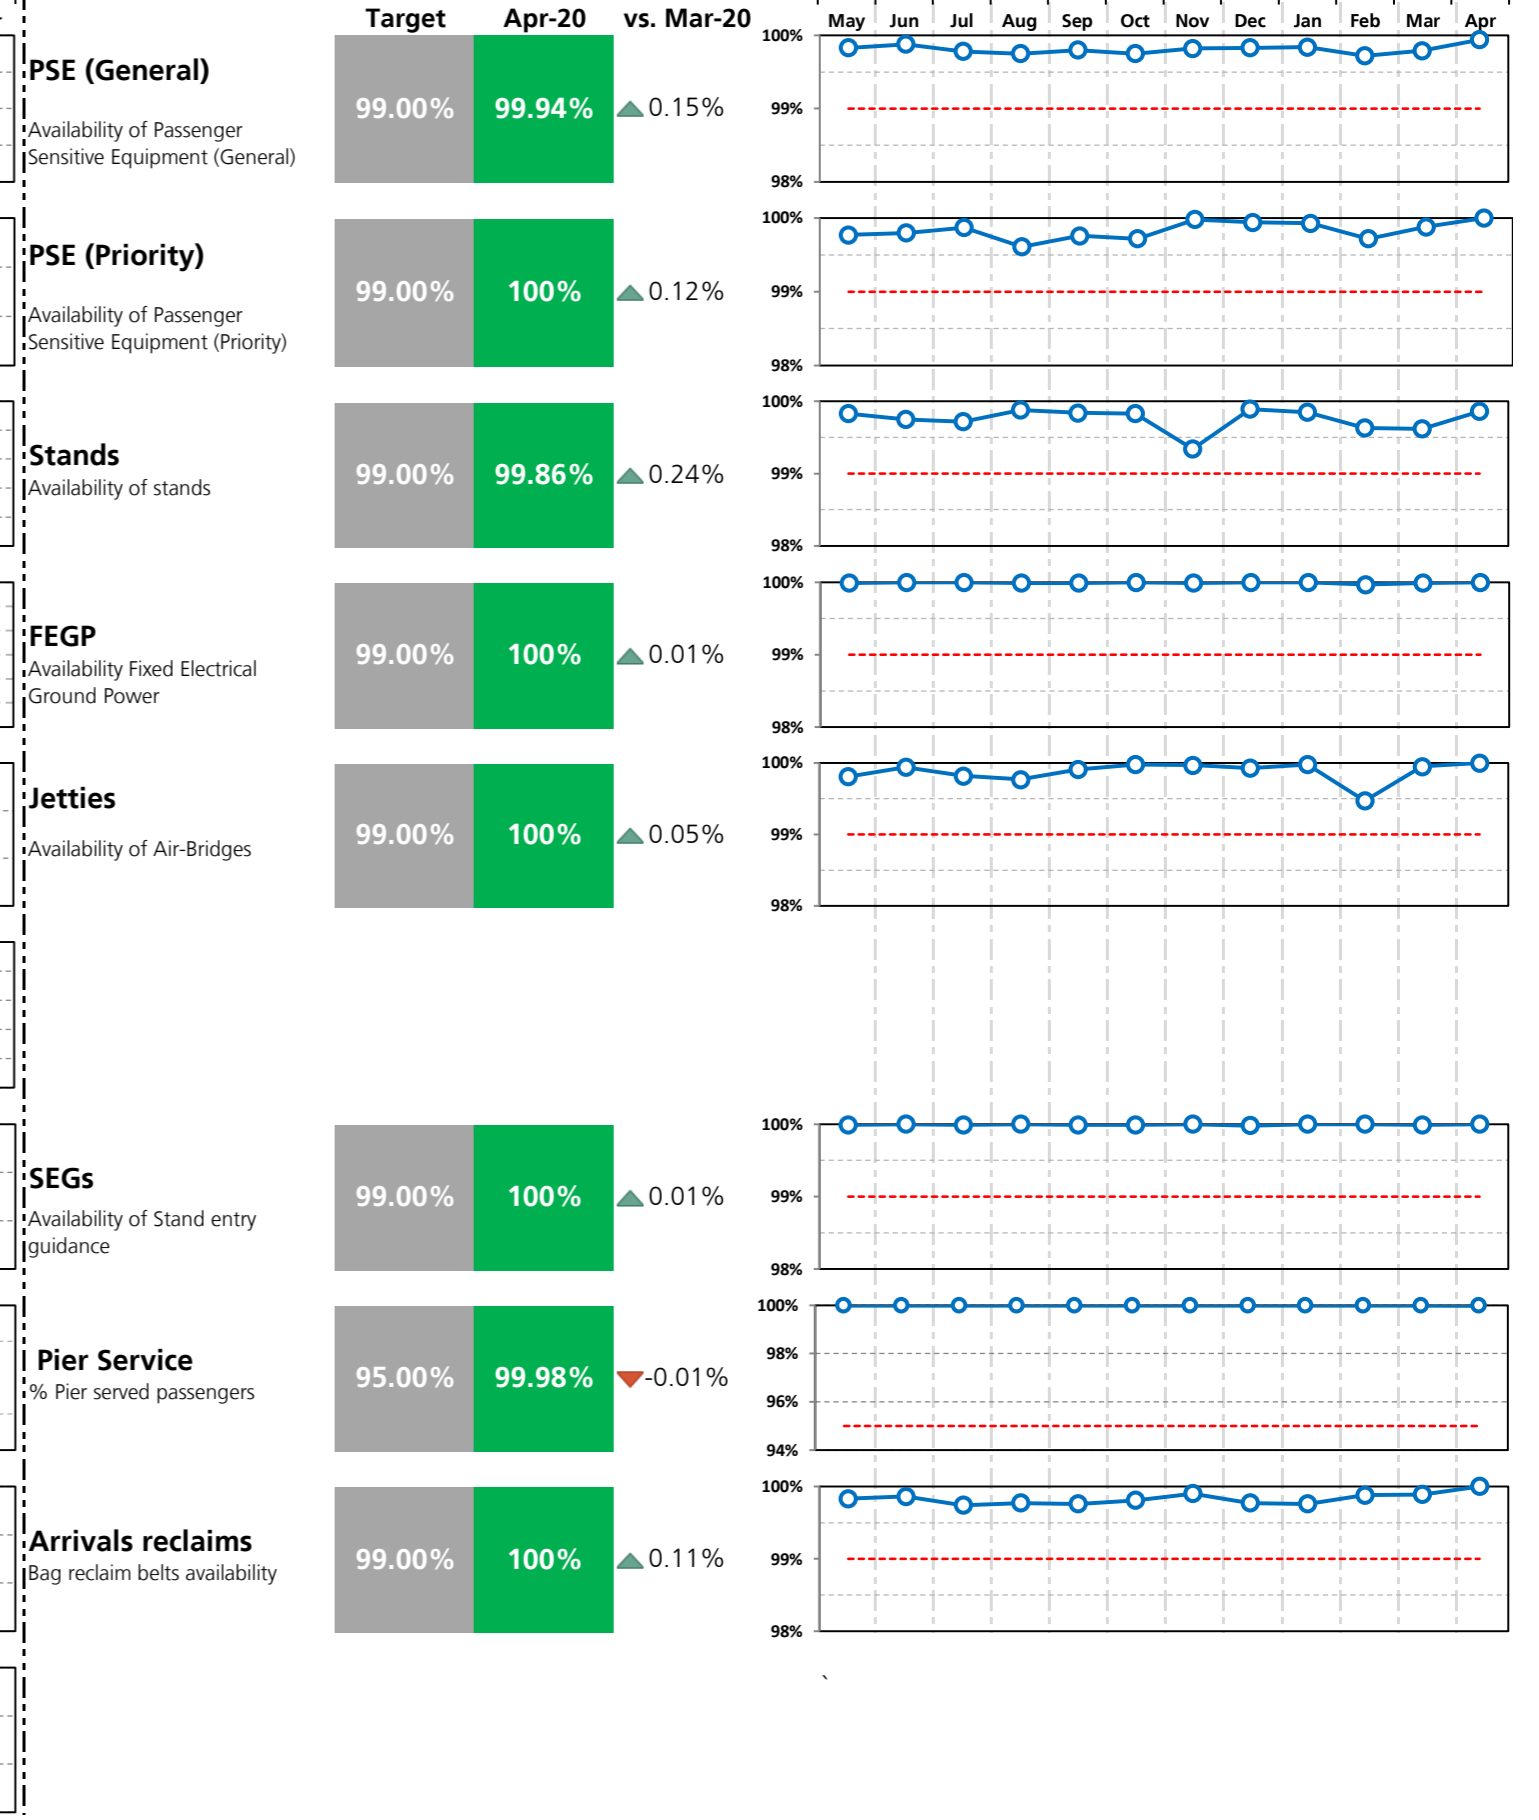 Target Apr-20 vs. Mar-20 May Jun Jul Aug Sep Oct Nov Dec Jan Feb Mar Apr
PSE (General)
Availability of Passenger
Sensitive Equipment (General)
99.00% 99.94% 0.15%
100%
99%
98%
PSE (Priority)
Availability of Passenger
Sensitive Equipment (Priority)
99.00% 100% 0.12%
100%
99%
98%
Stands
Availability of stands
99.00% 99.86% 0.24%
100%
99%
98%
FEGP
Availability Fixed Electrical
Ground Power
99.00% 100% 0.01%
100%
99%
98%
Jetties
Availability of Air-Bridges
99.00% 100% 0.05%
100%
99%
98%
SEGs
Availability of Stand entry
guidance
99.00% 100% 0.01%
100%
99%
98%
Pier Service
% Pier served passengers
95.00% 99.98% -0.01%
100%
98%
96%
94%
Arrivals reclaims
Bag reclaim belts availability
99.00% 100% 0.11%
100%
99%
98%
`